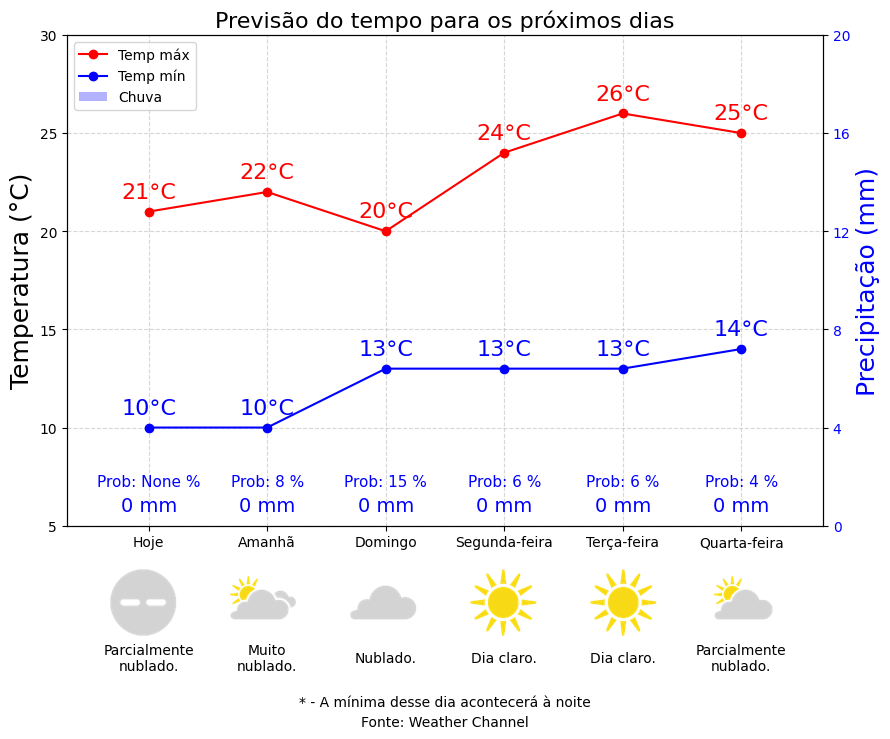 Previsão do tempo para os próximos dias
30
25
20
15
10
5
Temperatura (°C)
Temp máx
Temp mín
Chuva
21°C
22°C
20°C
24°C
26°C
25°C
10°C
10°C
13°C
13°C
13°C
14°C
Prob: None %
Prob: 8 %
Prob: 15 %
Prob: 6 %
Prob: 6 %
Prob: 4 %
0 mm
0 mm
0 mm
0 mm
0 mm
0 mm
20
16
12
8
4
0
Precipitação (mm)
Hoje
Amanhã
Domingo
Segunda-feira
Terça-feira
Quarta-feira
Parcialmente
nublado.
Muito
nublado.
Nublado.
Dia claro.
Dia claro.
Parcialmente
nublado.
* - A mínima desse dia acontecerá à noite
Fonte: Weather Channel